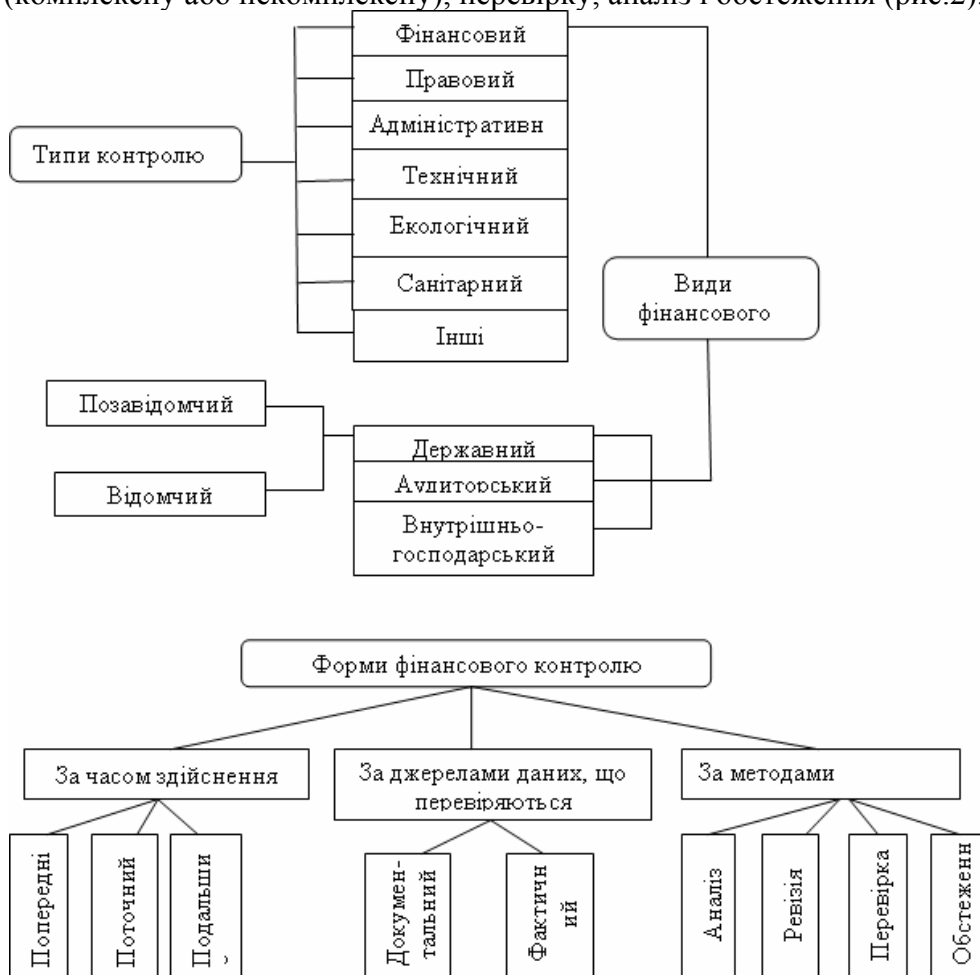 (комплексну або некомплексну), перевірку, аналіз і обстеження (рис.2).
Фінансовий
Правовий
Адміністративн
Типи контролю
Технічний
Екологічний
Санітарний
Інші
Види
фінансового
Позавідомчий
Відомчий
Державний
Аудиторський
Внутрішньо-
господарський
Форми фінансового контролю
За часом здійснення
За джерелами даних, що
перевіряються
За методами
Попередні
Поточний
Подальши
Докумен-
тальний
Фактичн
ий
Аналіз
Ревізія
Перевірка
Обстеженн